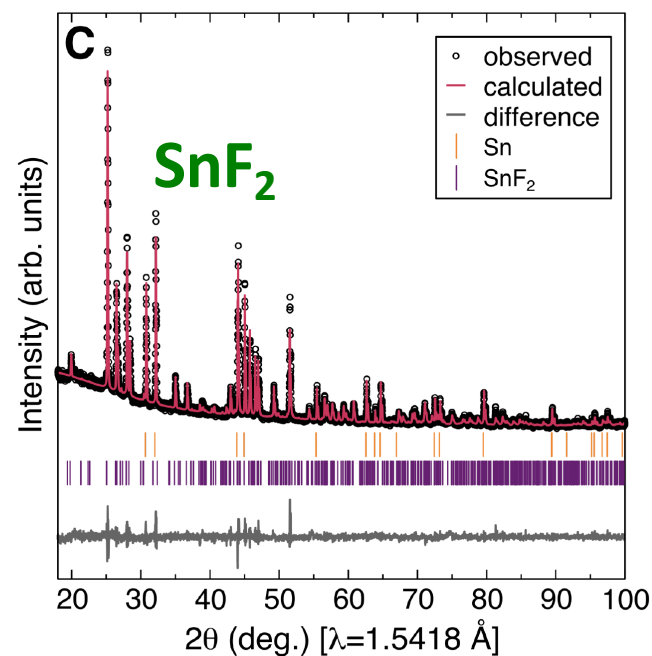 C
observed
calculated
difference
Sn
SnF₂
SnF₂
Intensity (arb. units)
20 30 40 50 60 70 80 90 100
2θ (deg.) [λ=1.5418 Å]